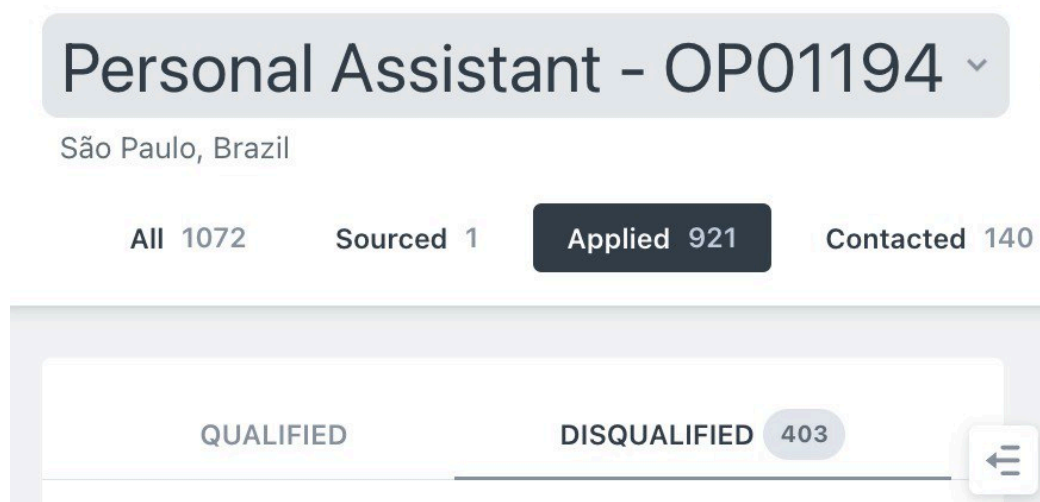 Personal Assistant - OP01194
São Paulo, Brazil
All 1072 Sourced 1 Applied 921 Contacted 140
QUALIFIED DISQUALIFIED 403